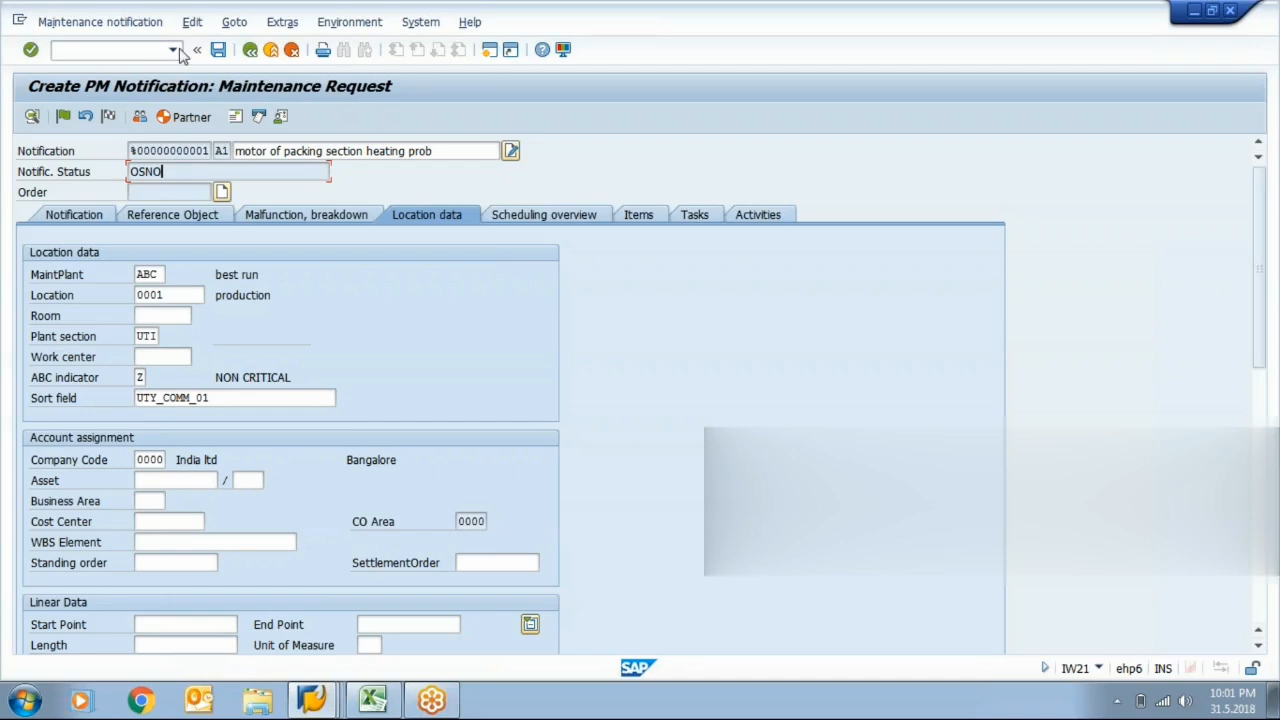 Maintenance notification Edit Goto Extras Environment System Help
Create PM Notification: Maintenance Request
Partner
Notification %00000000001 A1 motor of packing section heating prob
Notific. Status OSNO
Order
Notification Reference Object Malfunction, breakdown Location data Scheduling overview Items Tasks Activities
Location data
MaintPlant ABC best run
Location 0001 production
Room
Plant section UTI
Work center
ABC indicator Z NON CRITICAL
Sort field UTY_COMM_01
Account assignment
Company Code 0000 India ltd Bangalore
Asset /
Business Area
Cost Center CO Area 0000
WBS Element
Standing order SettlementOrder
Linear Data
Start Point End Point
Length Unit of Measure
SAP IW21 ehp6 INS
10:01 PM
31.5.2018